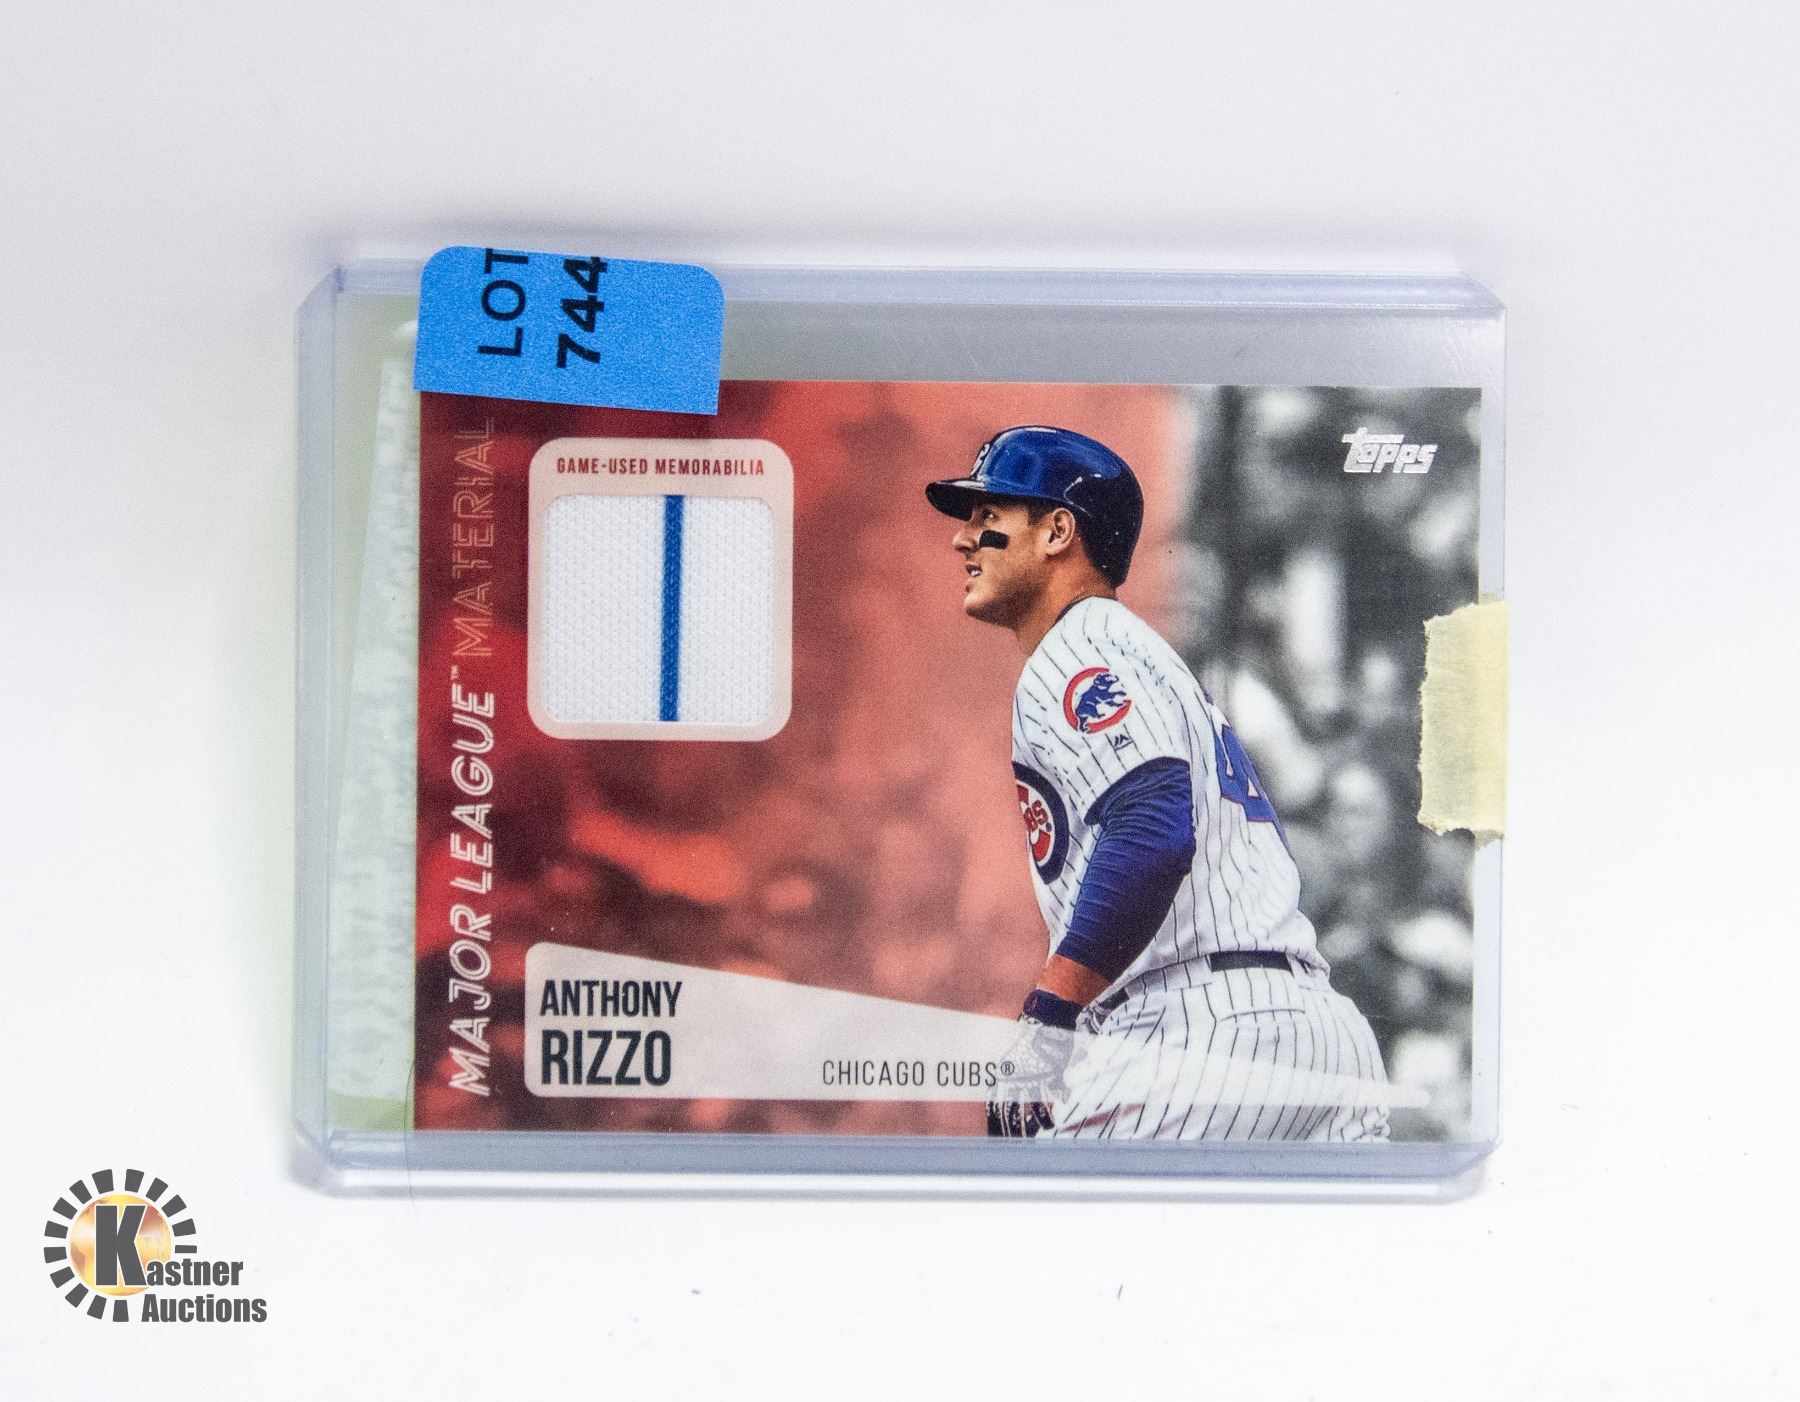 LOT
744
MAJOR LEAGUE™ MATERIAL
GAME-USED MEMORABILIA
Topps
ANTHONY
RIZZO
CHICAGO CUBS®
Kastner
Auctions